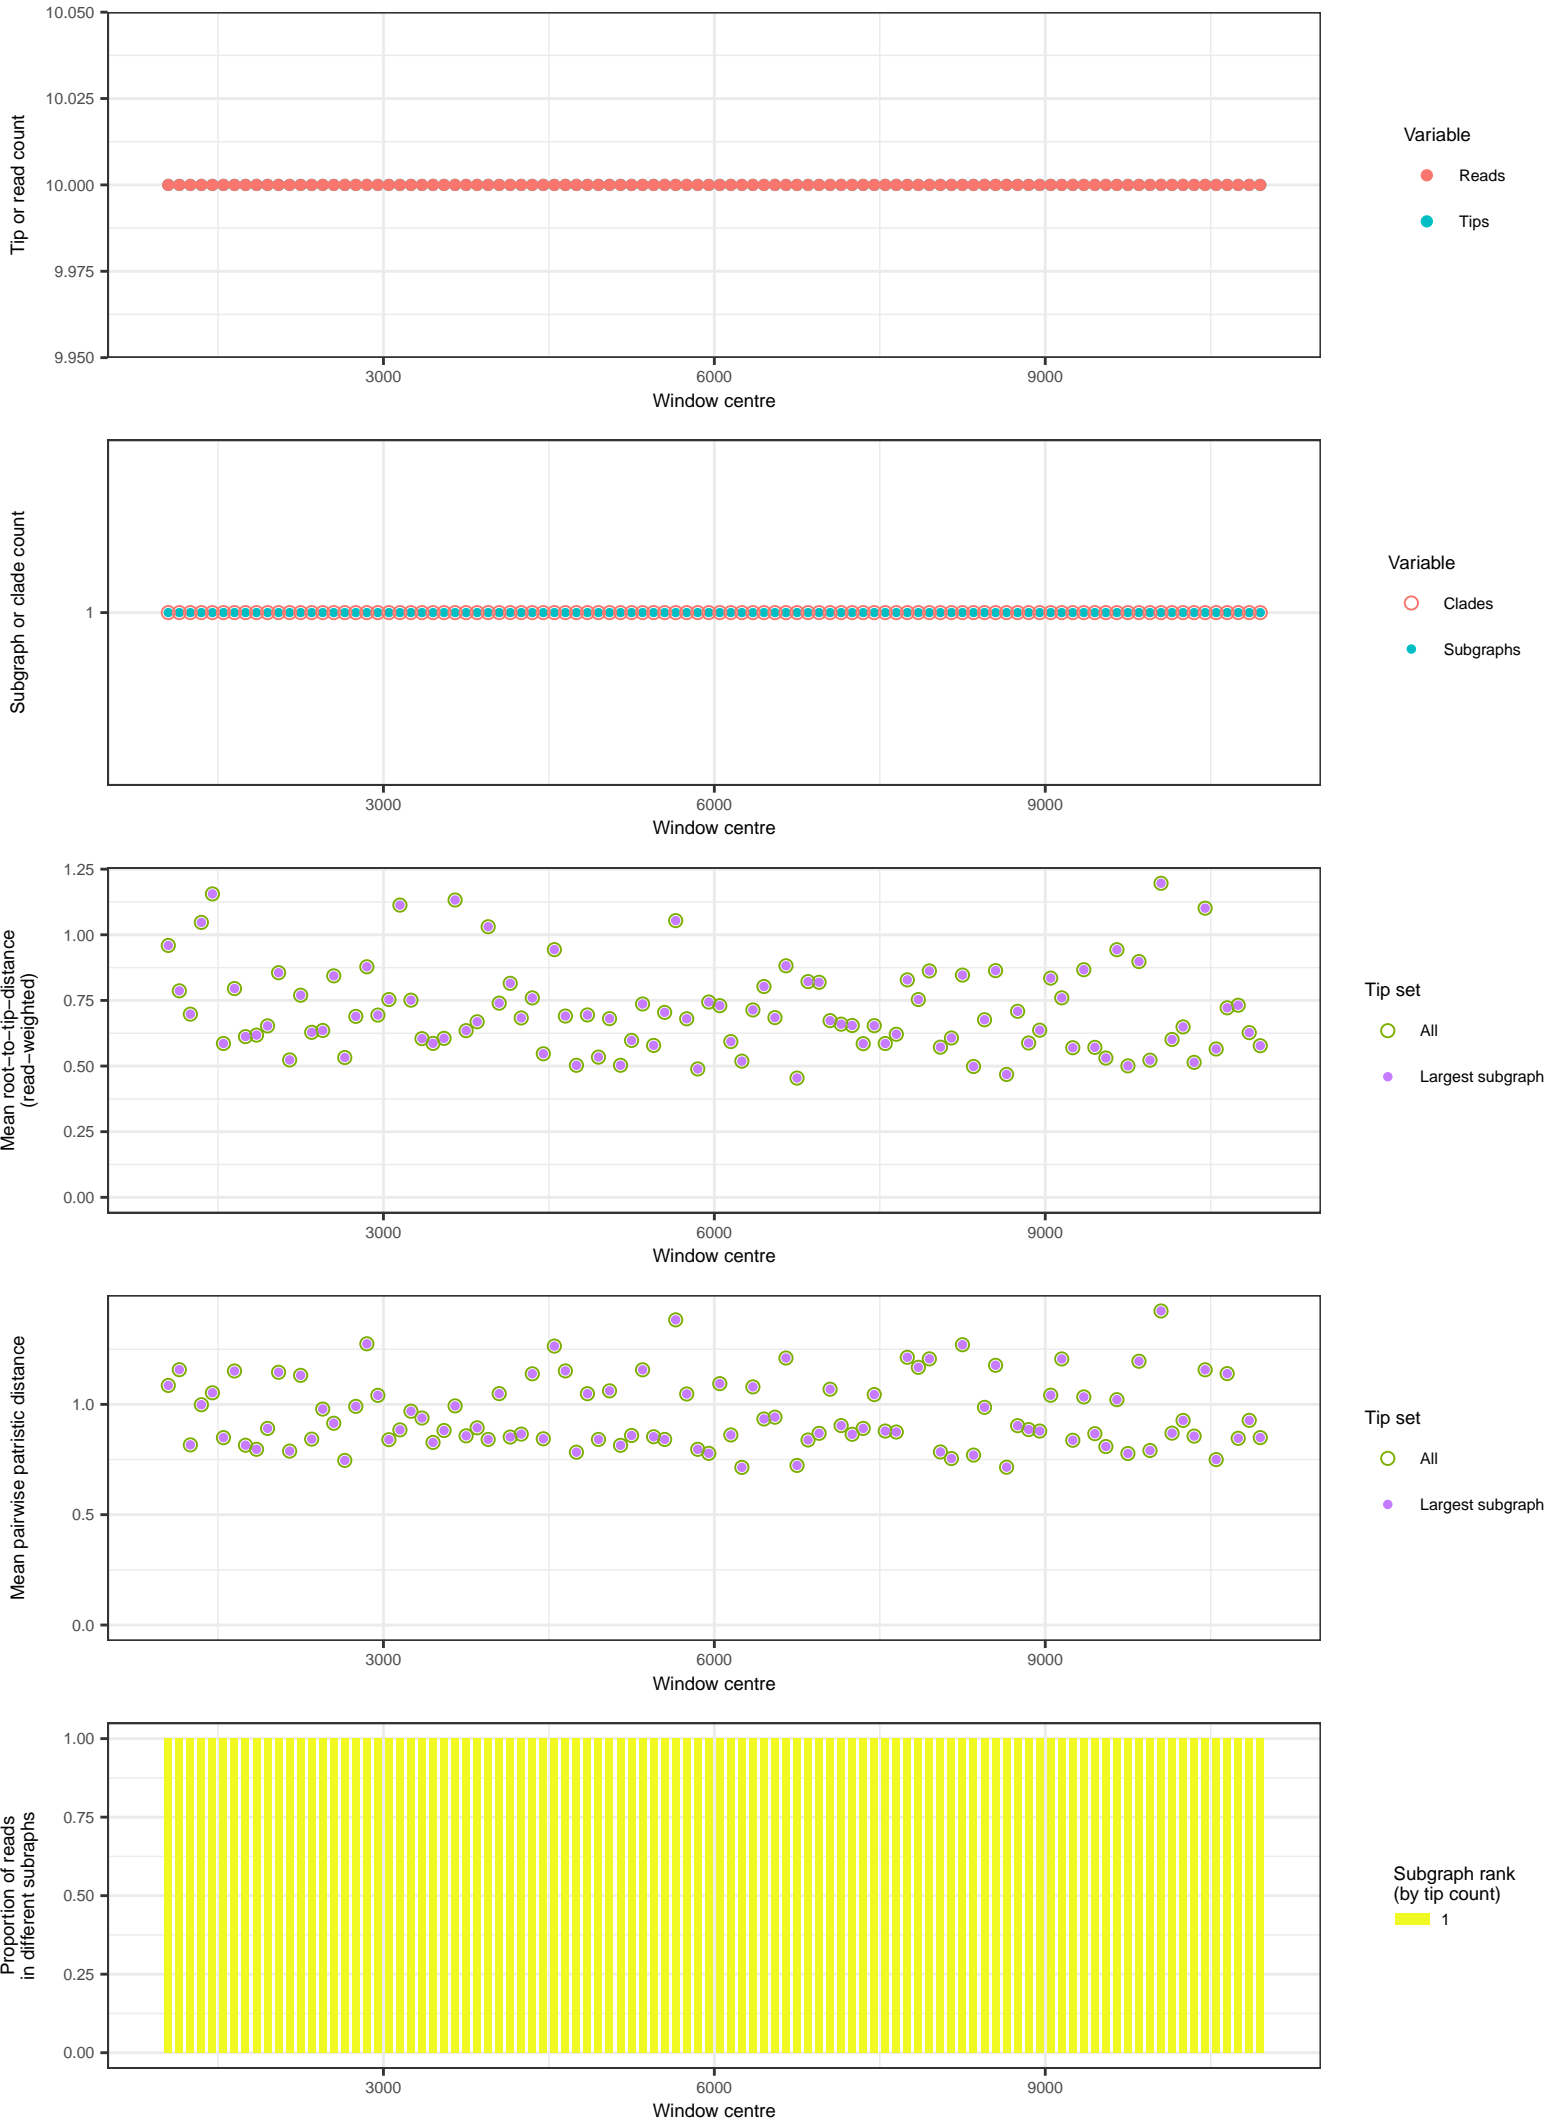 10.050
10.025
10.000
9.975
9.950
Tip or read count
3000
6000
9000
Window centre
Variable
Reads
Tips
1
Subgraph or clade count
3000
6000
9000
Window centre
Variable
Clades
Subgraphs
1.25
1.00
0.75
0.50
0.25
0.00
Mean root−to−tip−distance
(read−weighted)
3000
6000
9000
Window centre
Tip set
All
Largest subgraph
1.0
0.5
0.0
Mean pairwise patristic distance
3000
6000
9000
Window centre
Tip set
All
Largest subgraph
1.00
0.75
0.50
0.25
0.00
Proportion of reads
in different subraphs
3000
6000
9000
Window centre
Subgraph rank
(by tip count)
1